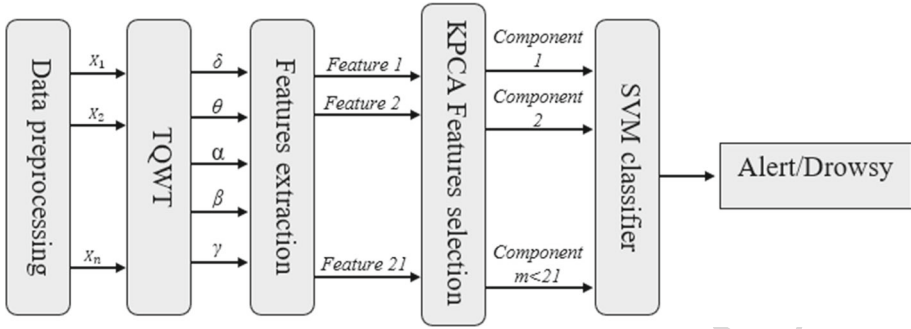 Data preprocessing
X₁
X₂
Xₙ
TQWT
δ
θ
α
β
γ
Features extraction
Feature 1
Feature 2
Feature 21
KPCA Features selection
Component
1
Component
2
Component
m<21
SVM classifier
Alert/Drowsy